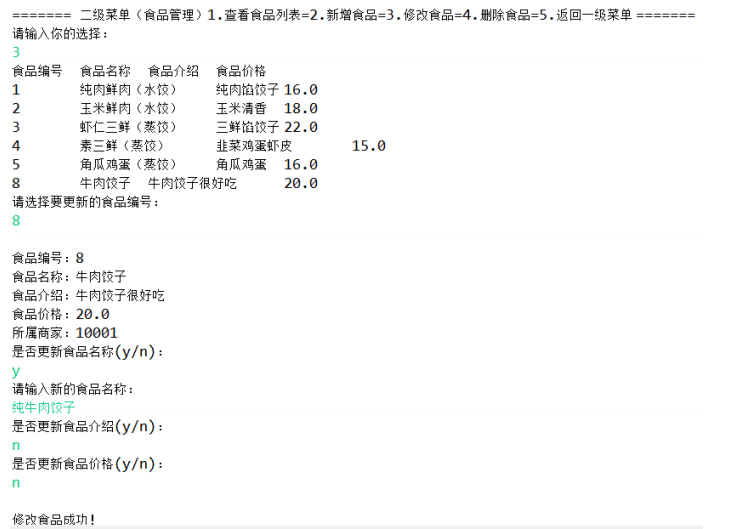 ======= 二级菜单（食品管理）1.查看食品列表=2.新增食品=3.修改食品=4.删除食品=5.返回一级菜单 =======
请输入你的选择：
3
食品编号 食品名称 食品介绍 食品价格
1 纯肉鲜肉（水饺） 纯肉馅饺子 16.0
2 玉米鲜肉（水饺） 玉米清香 18.0
3 虾仁三鲜（蒸饺） 三鲜馅饺子 22.0
4 素三鲜（蒸饺） 韭菜鸡蛋虾皮 15.0
5 角瓜鸡蛋（蒸饺） 角瓜鸡蛋 16.0
8 牛肉饺子 牛肉饺子很好吃 20.0
请选择要更新的食品编号：
8
食品编号：8
食品名称：牛肉饺子
食品介绍：牛肉饺子很好吃
食品价格：20.0
所属商家：10001
是否更新食品名称(y/n)：
y
请输入新的食品名称：
纯牛肉饺子
是否更新食品介绍(y/n)：
n
是否更新食品价格(y/n)：
n
修改食品成功！